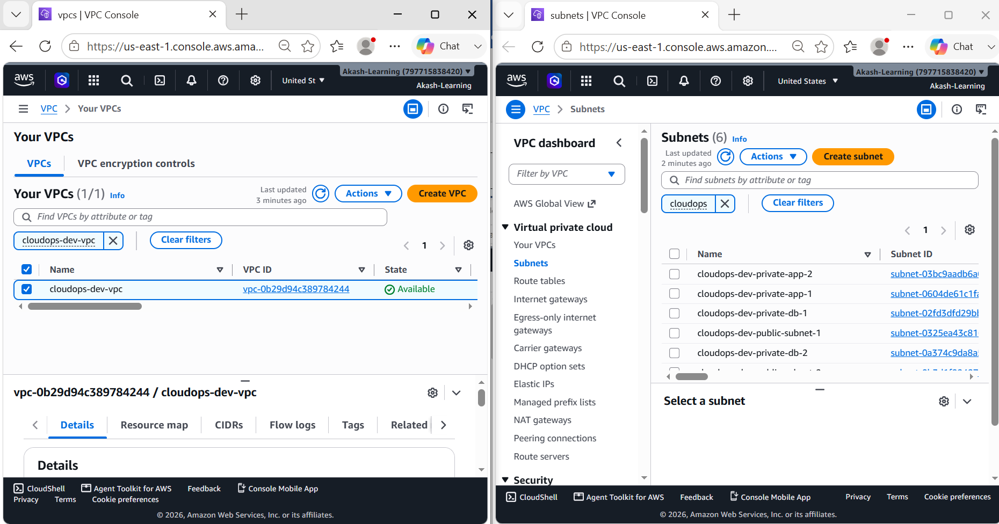 vpcs | VPC Console
https://us-east-1.console.aws.ama...
Chat
aws
United St
Akash-Learning (797715838420)
Akash-Learning
VPC
Your VPCs
Your VPCs
VPCs
VPC encryption controls
Your VPCs (1/1) Info
Last updated
3 minutes ago
Actions
Create VPC
Find VPCs by attribute or tag
cloudops-dev-vpc
Clear filters
1
Name
VPC ID
State
cloudops-dev-vpc
vpc-0b29d94c389784244
Available
vpc-0b29d94c389784244 / cloudops-dev-vpc
Details
Resource map
CIDRs
Flow logs
Tags
Related
Details
CloudShell
Agent Toolkit for AWS
Feedback
Console Mobile App
Privacy
Terms
Cookie preferences
© 2026, Amazon Web Services, Inc. or its affiliates.
subnets | VPC Console
https://us-east-1.console.aws.amazon....
Chat
aws
United States
Akash-Learning (797715838420)
Akash-Learning
VPC
Subnets
VPC dashboard
Filter by VPC
AWS Global View
Virtual private cloud
Your VPCs
Subnets
Route tables
Internet gateways
Egress-only internet
gateways
Carrier gateways
DHCP option sets
Elastic IPs
Managed prefix lists
NAT gateways
Peering connections
Route servers
Security
Subnets (6) Info
Last updated
2 minutes ago
Actions
Create subnet
Find subnets by attribute or tag
cloudops
Clear filters
1
Name
Subnet ID
cloudops-dev-private-app-2
subnet-03bc9aadb6a
cloudops-dev-private-app-1
subnet-0604de61c1fa
cloudops-dev-private-db-1
subnet-02fd3dfd29bb
cloudops-dev-public-subnet-1
subnet-0325ea43c81
cloudops-dev-private-db-2
subnet-0a374c9da8a
Select a subnet
CloudShell
Agent Toolkit for AWS
Feedback
Console Mobile App
Privacy
Terms
Cookie preferences
© 2026, Amazon Web Services, Inc. or its affiliates.